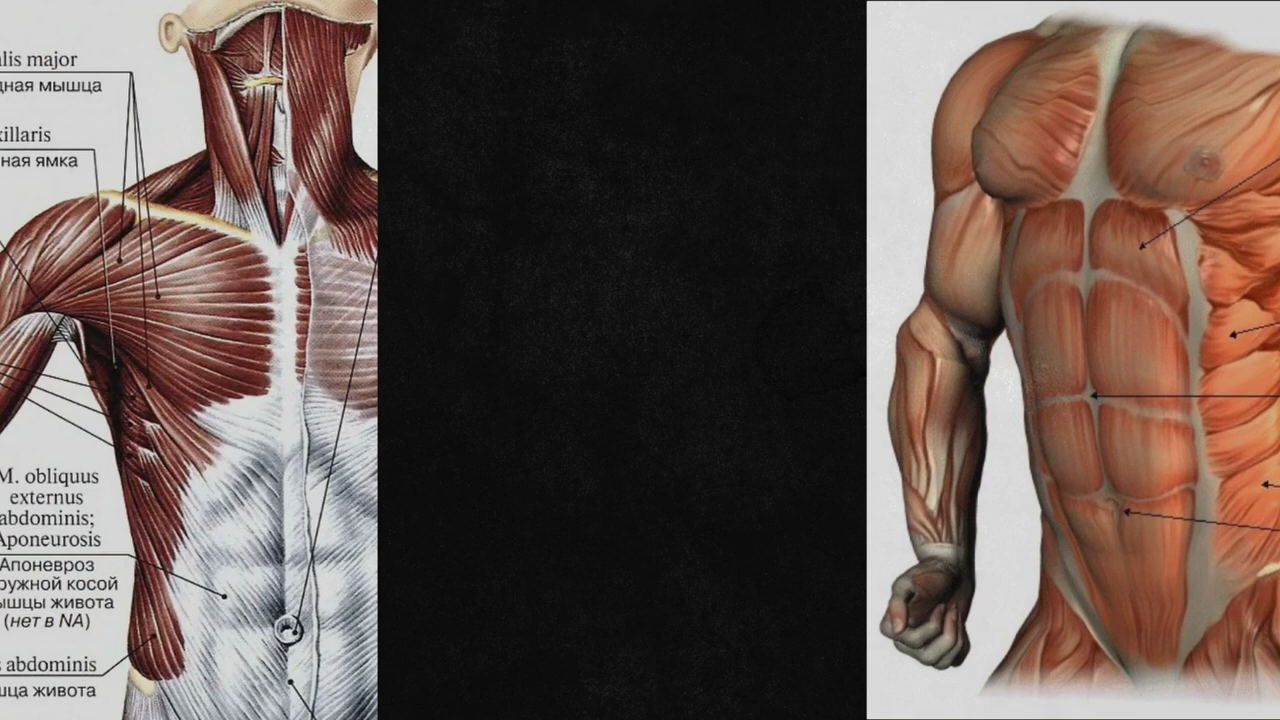 alis major
дная мышца
xillaris
ная ямка
M. obliquus
externus
abdominis;
Aponeurosis
Апоневроз
ружной косой
ышцы живота
(нет в NA)
s abdominis
шца живота